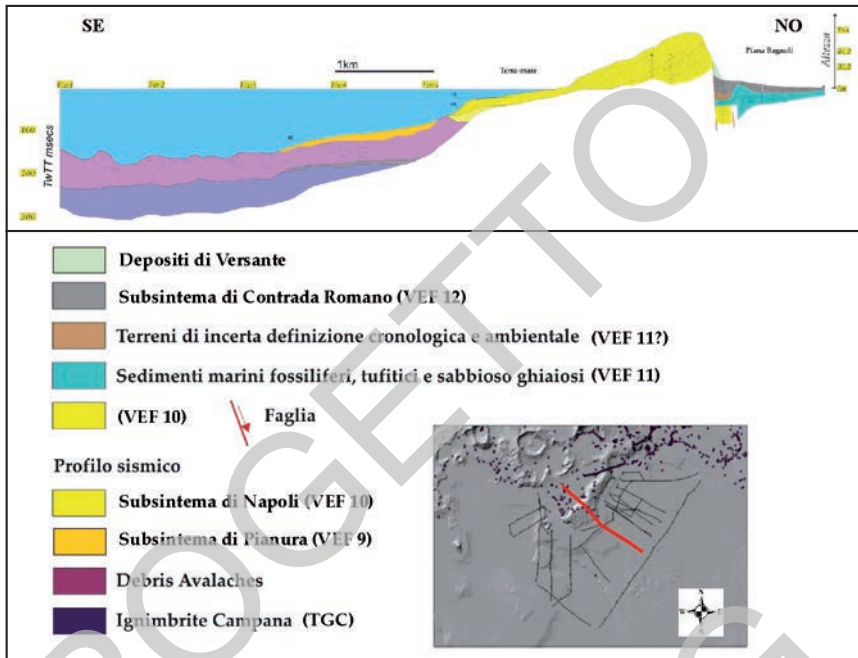 SE
NO
1km
Terra-mare
Piana Bagnoli
Altezza
100
200
300
TwTT msecs
Depositi di Versante
Subsintema di Contrada Romano (VEF 12)
Terreni di incerta definizione cronologica e ambientale (VEF 11?)
Sedimenti marini fossiliferi, tufitici e sabbioso ghiaiosi (VEF 11)
(VEF 10)
Faglia
Profilo sismico
Subsintema di Napoli (VEF 10)
Subsintema di Pianura (VEF 9)
Debris Avalaches
Ignimbrite Campana (TGC)
N
W
E
S
PROGETTO